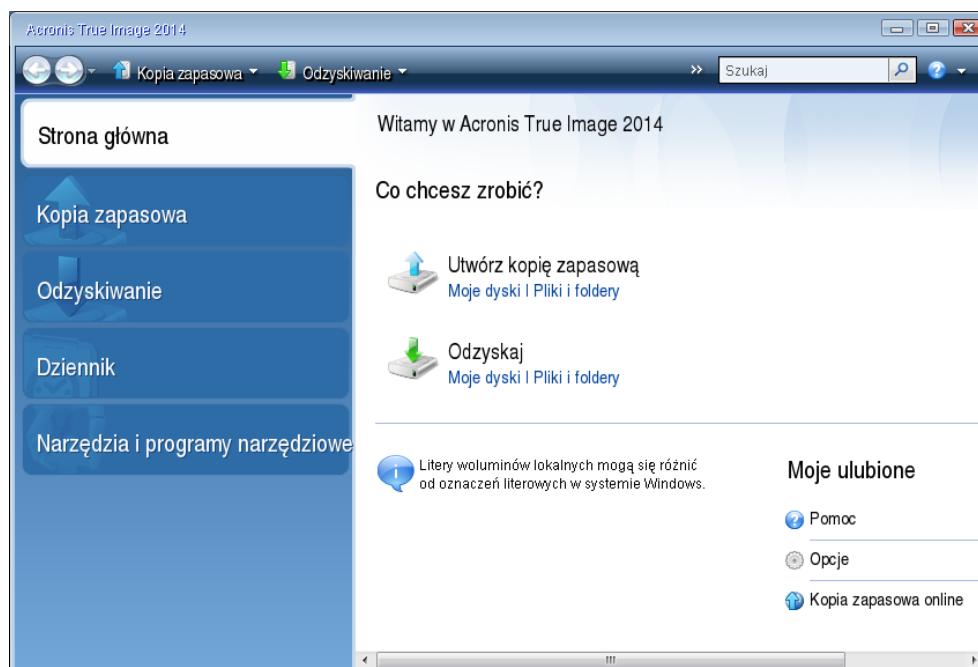 Acronis True Image 2014
Kopia zapasowa
Odzyskiwanie
»
Szukaj
Strona główna
Kopia zapasowa
Odzyskiwanie
Dziennik
Narzędzia i programy narzędziowe
Witamy w Acronis True Image 2014
Co chcesz zrobić?
Utwórz kopię zapasową
Moje dyski | Pliki i foldery
Odzyskaj
Moje dyski | Pliki i foldery
Litery woluminów lokalnych mogą się różnić
od oznaczeń literowych w systemie Windows.
Moje ulubione
Pomoc
Opcje
Kopia zapasowa online